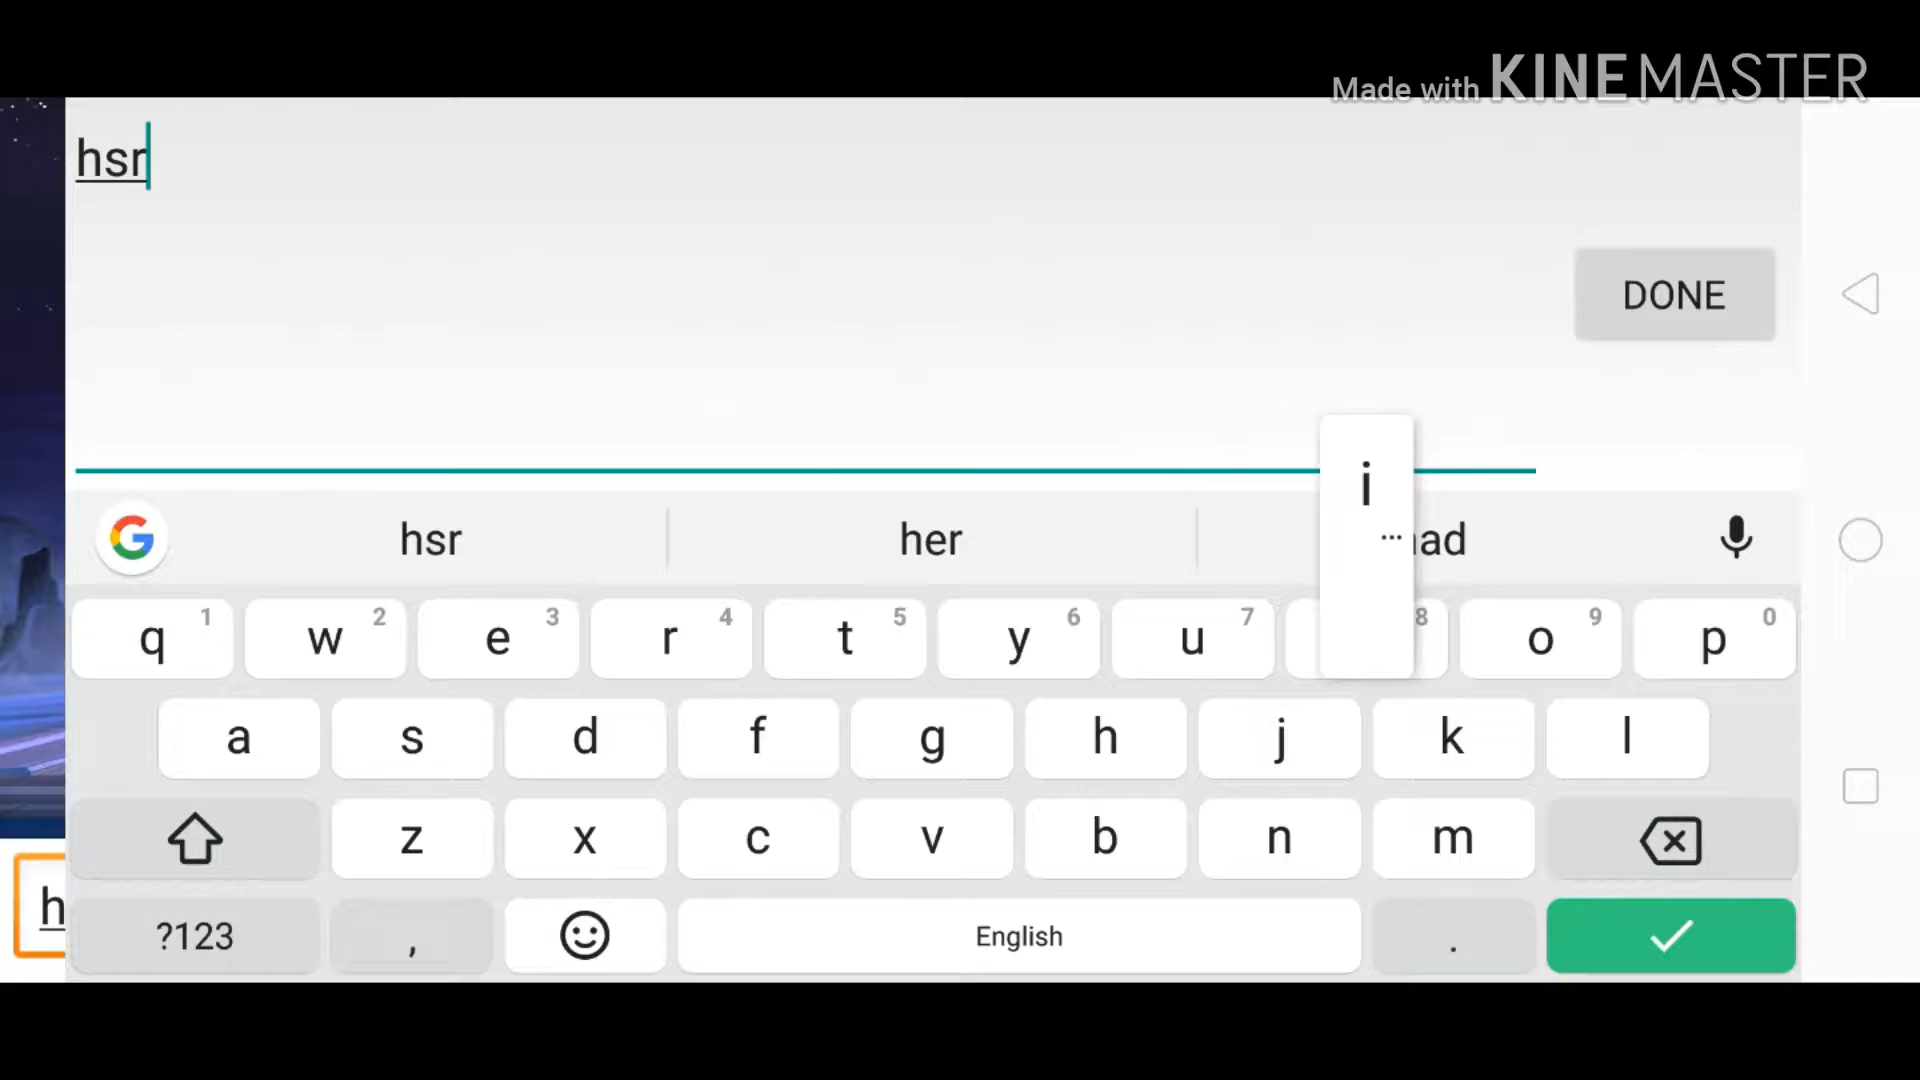 Made with KINEMASTER
hsr
DONE
i
...
hsr her
q 1 w 2 e 3 r 4 t 5 y 6 u 7 8 o 9 p 0
a s d f g h j k l
z x c v b n m
h
?123 , English .